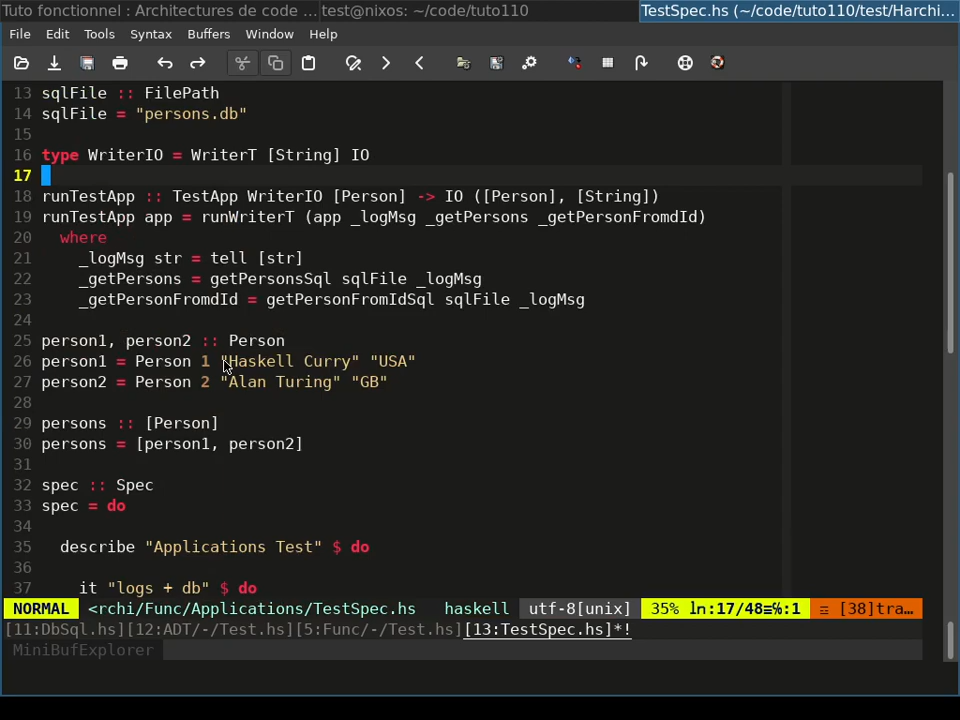 Tuto fonctionnel : Architectures de code ... test@nixos: ~/code/tuto110 TestSpec.hs (~/code/tuto110/test/Harchi...
File Edit Tools Syntax Buffers Window Help
13 sqlFile :: FilePath
14 sqlFile = "persons.db"
15
16 type WriterIO = WriterT [String] IO
17
18 runTestApp :: TestApp WriterIO [Person] -> IO ([Person], [String])
19 runTestApp app = runWriterT (app _logMsg _getPersons _getPersonFromdId)
20 where
21 _logMsg str = tell [str]
22 _getPersons = getPersonsSql sqlFile _logMsg
23 _getPersonFromdId = getPersonFromIdSql sqlFile _logMsg
24
25 person1, person2 :: Person
26 person1 = Person 1 "Haskell Curry" "USA"
27 person2 = Person 2 "Alan Turing" "GB"
28
29 persons :: [Person]
30 persons = [person1, person2]
31
32 spec :: Spec
33 spec = do
34
35 describe "Applications Test" $ do
36
37 it "logs + db" $ do
NORMAL <rchi/Func/Applications/TestSpec.hs haskell utf-8[unix] 35% ln:17/48≡℅:1 ☲ [38]tra...
[11:DbSql.hs][12:ADT/-/Test.hs][5:Func/-/Test.hs][13:TestSpec.hs]*!
MiniBufExplorer